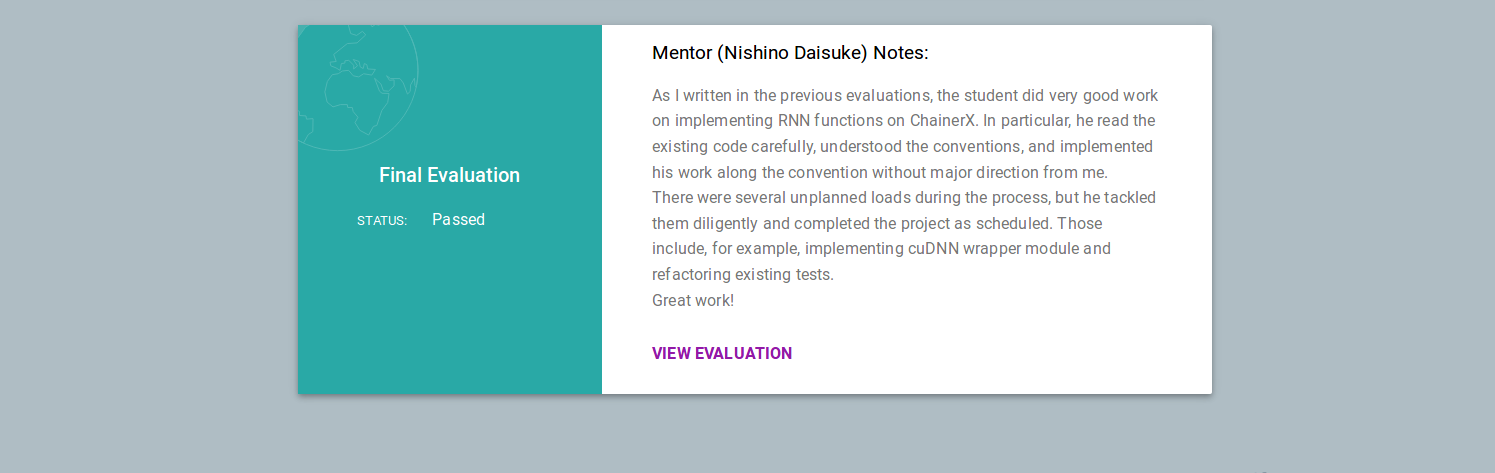 Final Evaluation
STATUS: Passed
Mentor (Nishino Daisuke) Notes:
As I written in the previous evaluations, the student did very good work
on implementing RNN functions on ChainerX. In particular, he read the
existing code carefully, understood the conventions, and implemented
his work along the convention without major direction from me.
There were several unplanned loads during the process, but he tackled
them diligently and completed the project as scheduled. Those
include, for example, implementing cuDNN wrapper module and
refactoring existing tests.
Great work!
VIEW EVALUATION